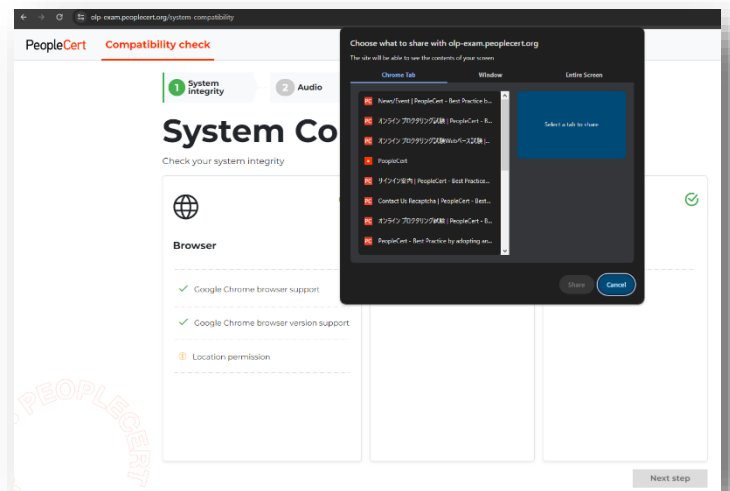 olp-exam.peoplecert.org/system-compatibility
PeopleCert
Compatibility check
1 System integrity
2 Audio
System Co
Check your system integrity
Browser
Google Chrome browser support
Google Chrome browser version support
Location permission
Choose what to share with olp-exam.peoplecert.org
The site will be able to see the contents of your screen
Chrome Tab
Window
Entire Screen
PC News/Event | PeopleCert - Best Practice b...
PC オンライン プロクタリング試験 | PeopleCert - B...
PC オンライン プロクタリング試験Webベース試験 |...
PeopleCert
PC サインイン案内 | PeopleCert - Best Practice...
PC Contact Us Recaptcha | PeopleCert - Best...
PC オンライン プロクタリング試験 | PeopleCert - B...
PC PeopleCert - Best Practice by adopting an...
Select a tab to share
Share
Cancel
PEOPLECERT
Next step